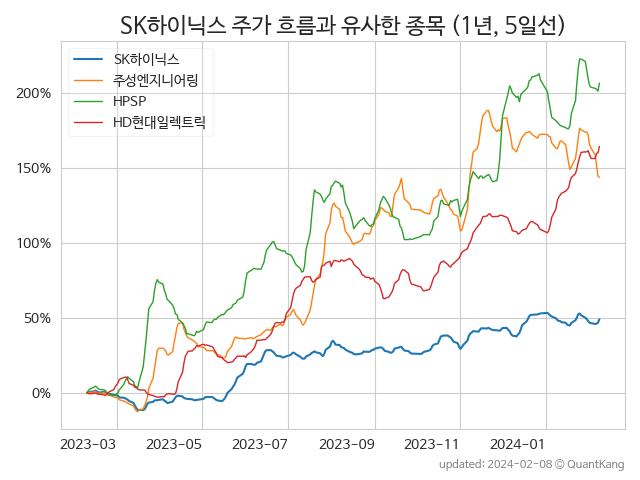 SK하이닉스 주가 흐름과 유사한 종목 (1년, 5일선)
SK하이닉스
주성엔지니어링
HPSP
HD현대일렉트릭
200%
150%
100%
50%
0%
2023-03 2023-05 2023-07 2023-09 2023-11 2024-01
updated: 2024-02-08 © QuantKang